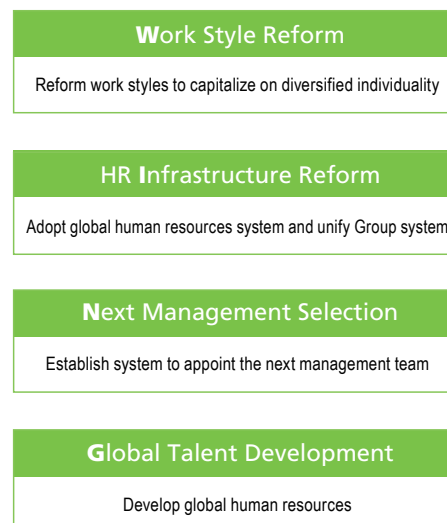 Work Style Reform
Reform work styles to capitalize on diversified individuality
HR Infrastructure Reform
Adopt global human resources system and unify Group system
Next Management Selection
Establish system to appoint the next management team
Global Talent Development
Develop global human resources